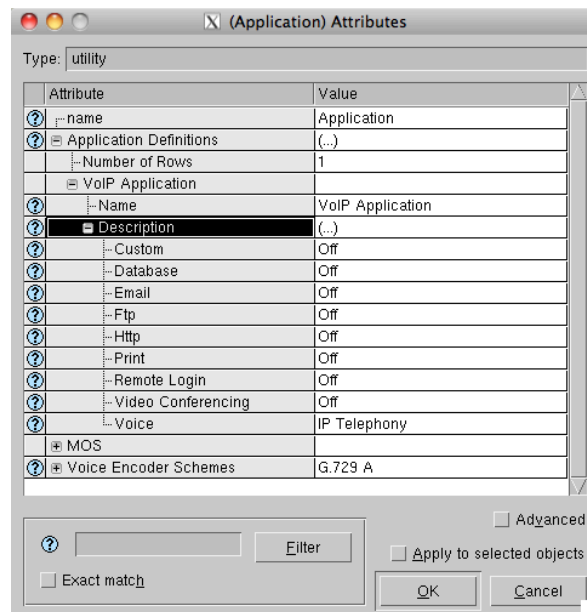 X (Application) Attributes
Type: utility
Attribute Value
? name Application
? Application Definitions (...)
Number of Rows 1
VoIP Application
? Name VoIP Application
? Description (...)
? Custom Off
? Database Off
? Email Off
? Ftp Off
? Http Off
? Print Off
? Remote Login Off
? Video Conferencing Off
? Voice IP Telephony
MOS
? Voice Encoder Schemes G.729 A
Advanced
? Filter Apply to selected objects
Exact match OK Cancel